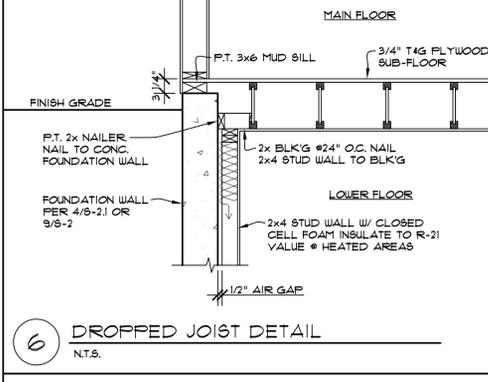 MAIN FLOOR
P.T. 3x6 MUD SILL
3/4" T&G PLYWOOD
SUB-FLOOR
3 1/4"
FINISH GRADE
P.T. 2x NAILER.
NAIL TO CONC.
FOUNDATION WALL
2x BLK'G @24" O.C. NAIL
2x4 STUD WALL TO BLK'G
FOUNDATION WALL
PER 4/S-2.1 OR
9/S-2
LOWER FLOOR
2x4 STUD WALL W/ CLOSED
CELL FOAM INSULATE TO R-21
VALUE @ HEATED AREAS
1/2" AIR GAP
6
DROPPED JOIST DETAIL
N.T.S.